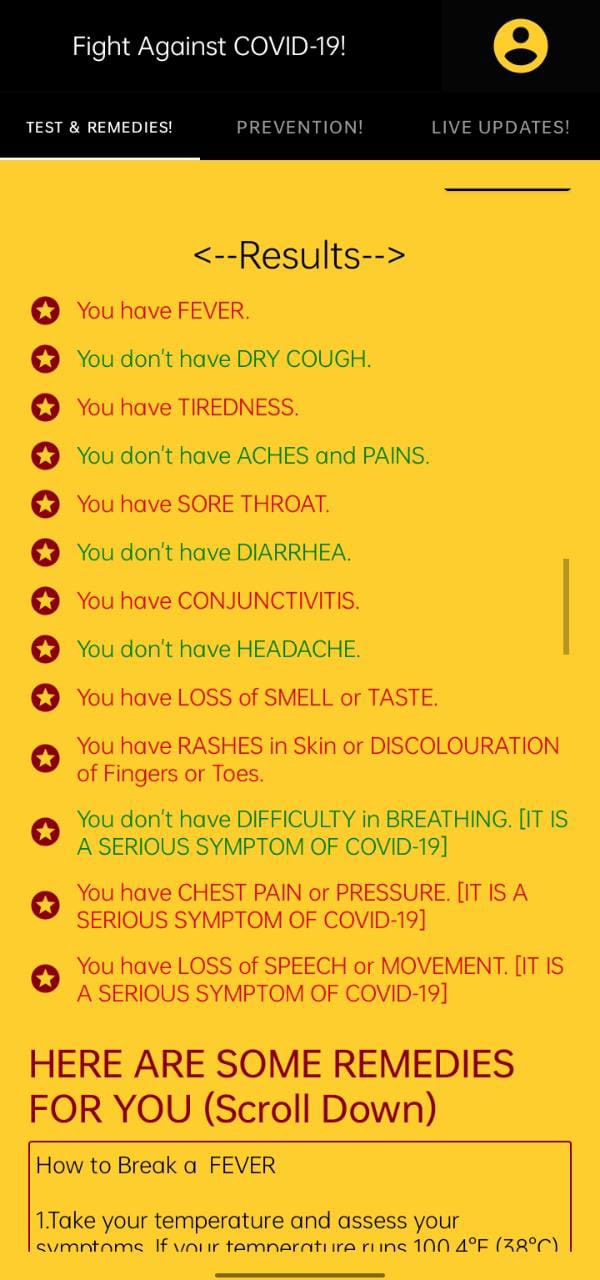 Fight Against COVID-19!
TEST & REMEDIES!
PREVENTION!
LIVE UPDATES!
<--Results-->
You have FEVER.
You don't have DRY COUGH.
You have TIREDNESS.
You don't have ACHES and PAINS.
You have SORE THROAT.
You don't have DIARRHEA.
You have CONJUNCTIVITIS.
You don't have HEADACHE.
You have LOSS of SMELL or TASTE.
You have RASHES in Skin or DISCOLOURATION
of Fingers or Toes.
You don't have DIFFICULTY in BREATHING. [IT IS
A SERIOUS SYMPTOM OF COVID-19]
You have CHEST PAIN or PRESSURE. [IT IS A
SERIOUS SYMPTOM OF COVID-19]
You have LOSS of SPEECH or MOVEMENT. [IT IS
A SERIOUS SYMPTOM OF COVID-19]
HERE ARE SOME REMEDIES
FOR YOU (Scroll Down)
How to Break a  FEVER
1.Take your temperature and assess your
symptoms. If your temperature runs 100.4°F (38°C)